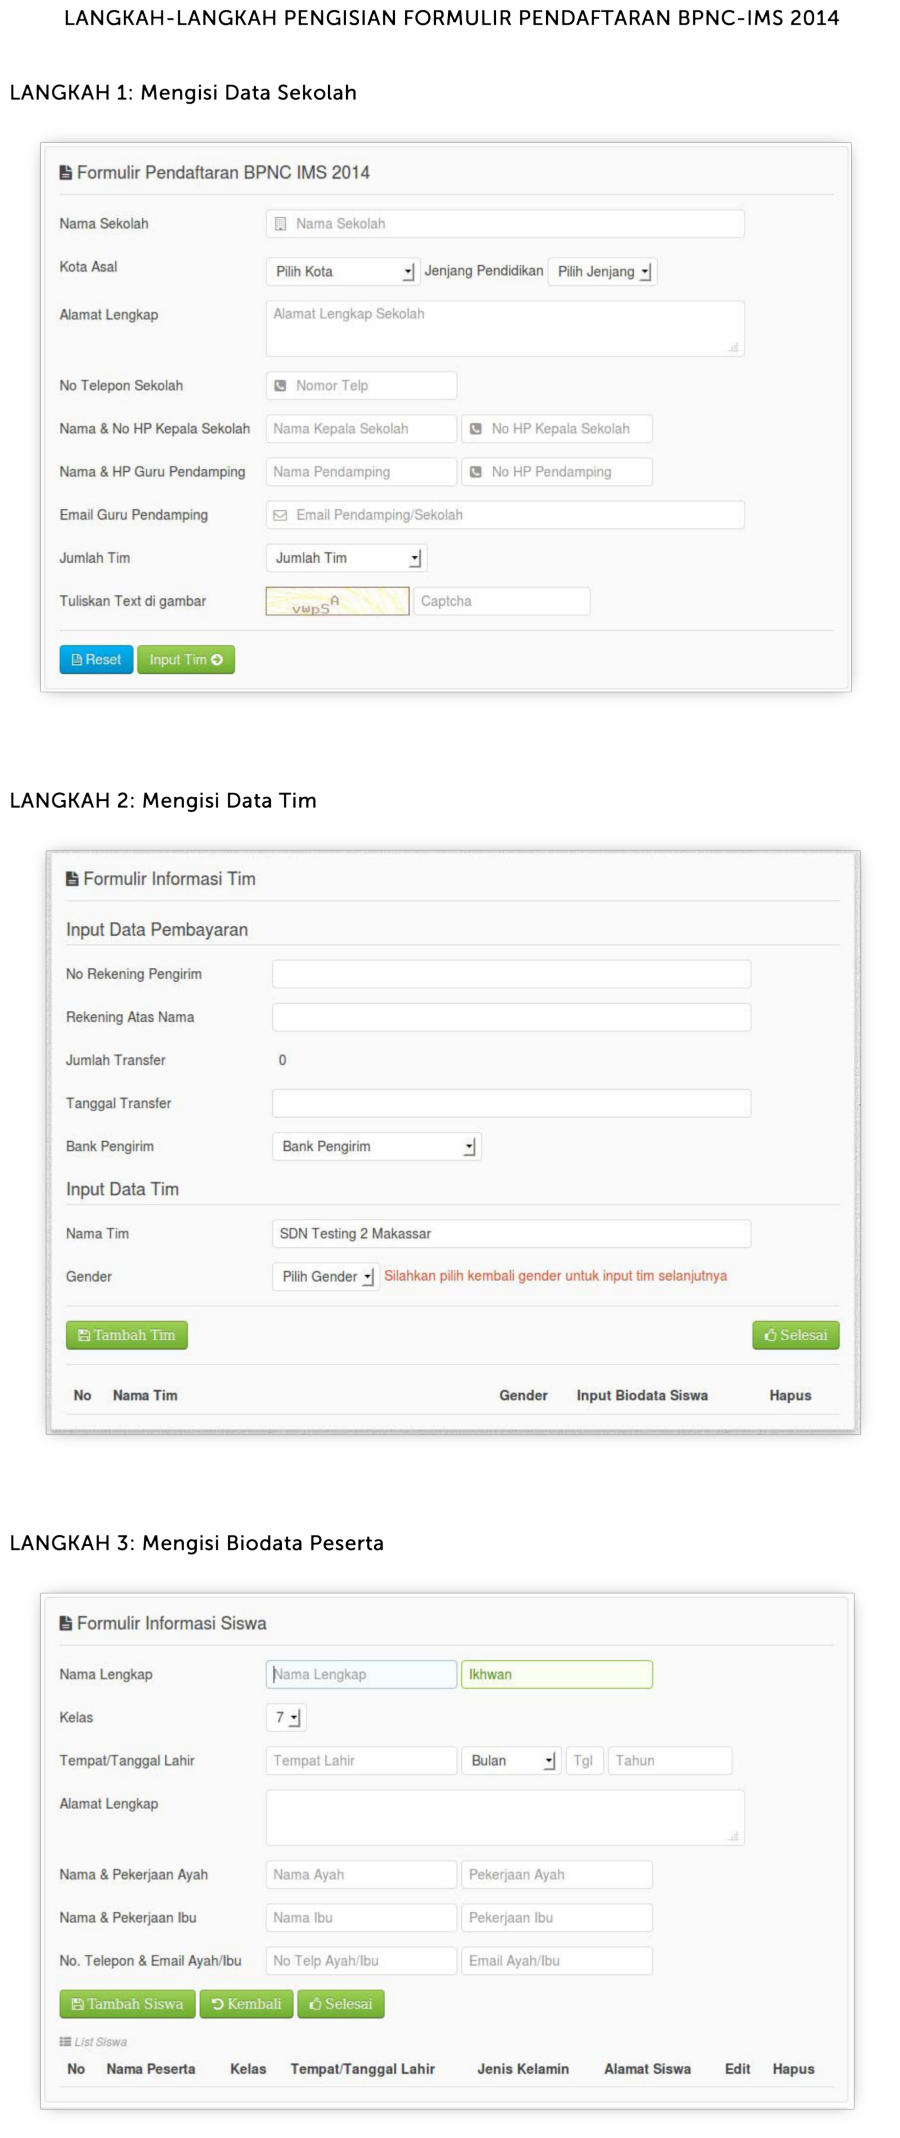 LANGKAH-LANGKAH PENGISIAN FORMULIR PENDAFTARAN BPNC-IMS 2014
LANGKAH 1: Mengisi Data Sekolah
Formulir Pendaftaran BPNC IMS 2014
Nama Sekolah Nama Sekolah
Kota Asal Pilih Kota Jenjang Pendidikan Pilih Jenjang
Alamat Lengkap Alamat Lengkap Sekolah
No Telepon Sekolah Nomor Telp
Nama & No HP Kepala Sekolah Nama Kepala Sekolah No HP Kepala Sekolah
Nama & HP Guru Pendamping Nama Pendamping No HP Pendamping
Email Guru Pendamping Email Pendamping/Sekolah
Jumlah Tim Jumlah Tim
Tuliskan Text di gambar vwpSA Captcha
Reset Input Tim
LANGKAH 2: Mengisi Data Tim
Formulir Informasi Tim
Input Data Pembayaran
No Rekening Pengirim
Rekening Atas Nama
Jumlah Transfer 0
Tanggal Transfer
Bank Pengirim Bank Pengirim
Input Data Tim
Nama Tim SDN Testing 2 Makassar
Gender Pilih Gender Silahkan pilih kembali gender untuk input tim selanjutnya
Tambah Tim Selesai
No Nama Tim Gender Input Biodata Siswa Hapus
LANGKAH 3: Mengisi Biodata Peserta
Formulir Informasi Siswa
Nama Lengkap Nama Lengkap Ikhwan
Kelas 7
Tempat/Tanggal Lahir Tempat Lahir Bulan Tgl Tahun
Alamat Lengkap
Nama & Pekerjaan Ayah Nama Ayah Pekerjaan Ayah
Nama & Pekerjaan Ibu Nama Ibu Pekerjaan Ibu
No. Telepon & Email Ayah/Ibu No Telp Ayah/Ibu Email Ayah/Ibu
Tambah Siswa Kembali Selesai
List Siswa
No Nama Peserta Kelas Tempat/Tanggal Lahir Jenis Kelamin Alamat Siswa Edit Hapus